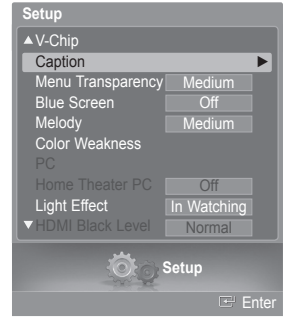 Setup
▲V-Chip
Caption ▶
Menu Transparency Medium
Blue Screen Off
Melody Medium
Color Weakness
PC
Home Theater PC Off
Light Effect In Watching
▼HDMI Black Level Normal
Setup
Enter